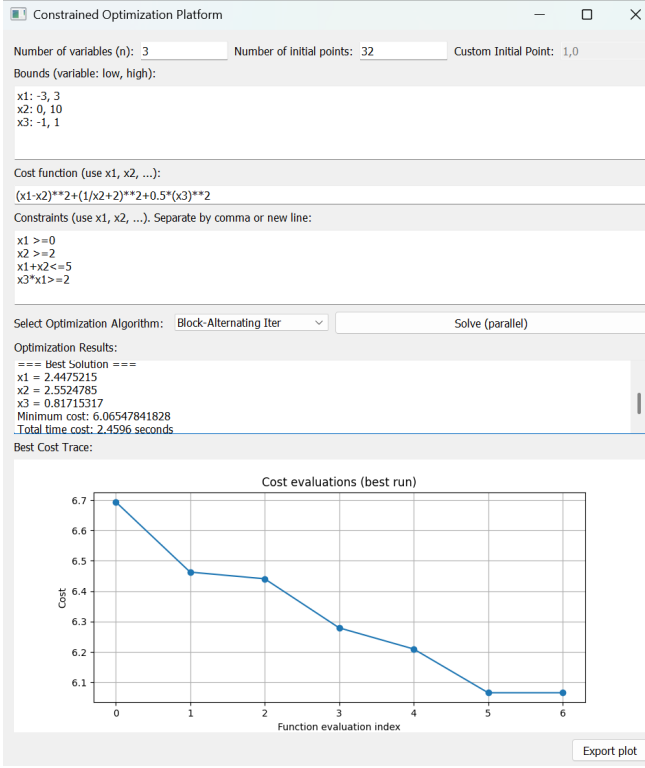 Constrained Optimization Platform
Number of variables (n): 3 Number of initial points: 32 Custom Initial Point: 1,0
Bounds (variable: low, high):
x1: -3, 3
x2: 0, 10
x3: -1, 1
Cost function (use x1, x2, ...):
(x1-x2)**2+(1/x2+2)**2+0.5*(x3)**2
Constraints (use x1, x2, ...). Separate by comma or new line:
x1 >=0
x2 >=2
x1+x2<=5
x3*x1>=2
Select Optimization Algorithm: Block-Alternating Iter Solve (parallel)
Optimization Results:
=== Best Solution ===
x1 = 2.4475215
x2 = 2.5524785
x3 = 0.81715317
Minimum cost: 6.06547841828
Total time cost: 2.4596 seconds
Best Cost Trace:
Cost evaluations (best run)
6.7
6.6
6.5
6.4
6.3
6.2
6.1
Cost
0 1 2 3 4 5 6
Function evaluation index
Export plot